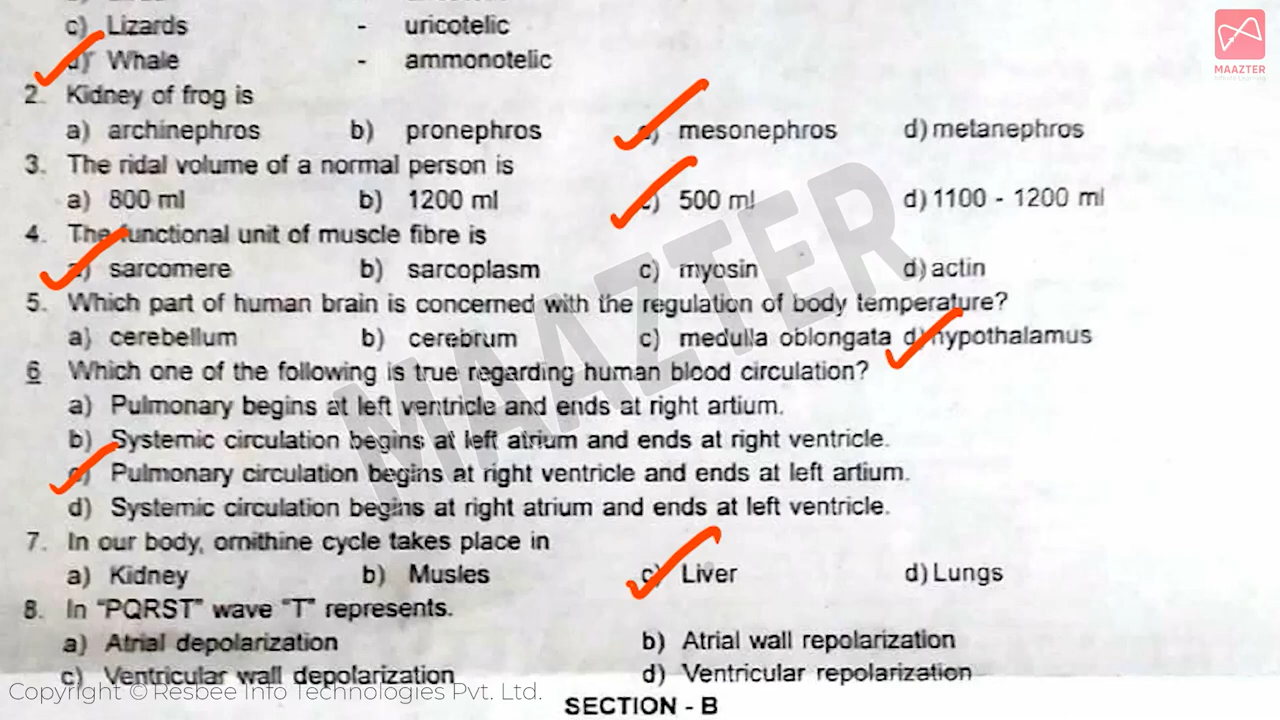 c) Lizards - uricotelic
Whale - ammonotelic
MAAZTER
2. Kidney of frog is
a) archinephros b) pronephros c) mesonephros d) metanephros
3. The ridal volume of a normal person is
a) 800 ml b) 1200 ml c) 500 ml d) 1100 - 1200 ml
4. The functional unit of muscle fibre is
a) sarcomere b) sarcoplasm c) myosin d) actin
5. Which part of human brain is concerned with the regulation of body temperature?
a) cerebellum b) cerebrum c) medulla oblongata d) hypothalamus
6 Which one of the following is true regarding human blood circulation?
a) Pulmonary begins at left ventricle and ends at right artium.
b) Systemic circulation begins at left atrium and ends at right ventricle.
c) Pulmonary circulation begins at right ventricle and ends at left artium.
d) Systemic circulation begins at right atrium and ends at left ventricle.
MAAZTER
7. In our body, ornithine cycle takes place in
a) Kidney b) Musles c) Liver d) Lungs
8. In "PQRST" wave "T" represents.
a) Atrial depolarization b) Atrial wall repolarization
c) Ventricular wall depolarization d) Ventricular repolarization
Copyright © Resbee Info Technologies Pvt. Ltd.
SECTION - B